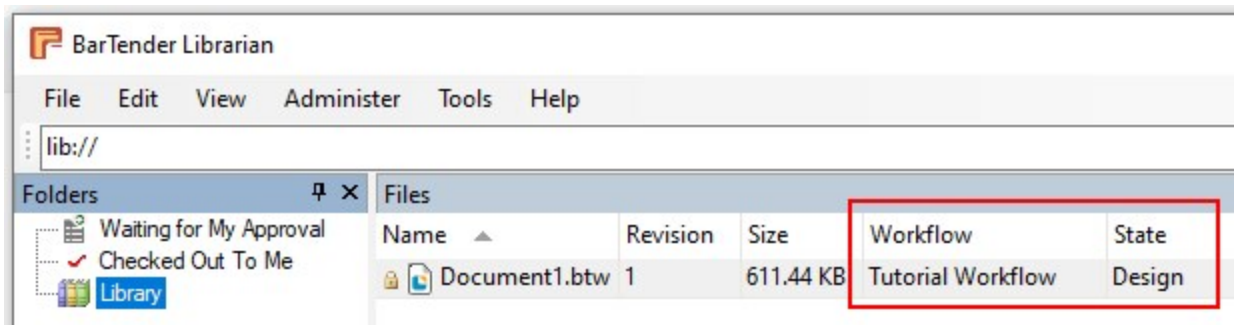 BarTender Librarian
File Edit View Administer Tools Help
lib://
Folders
Files
Waiting for My Approval
Checked Out To Me
Library
Name Revision Size Workflow State
Document1.btw 1 611.44 KB Tutorial Workflow Design